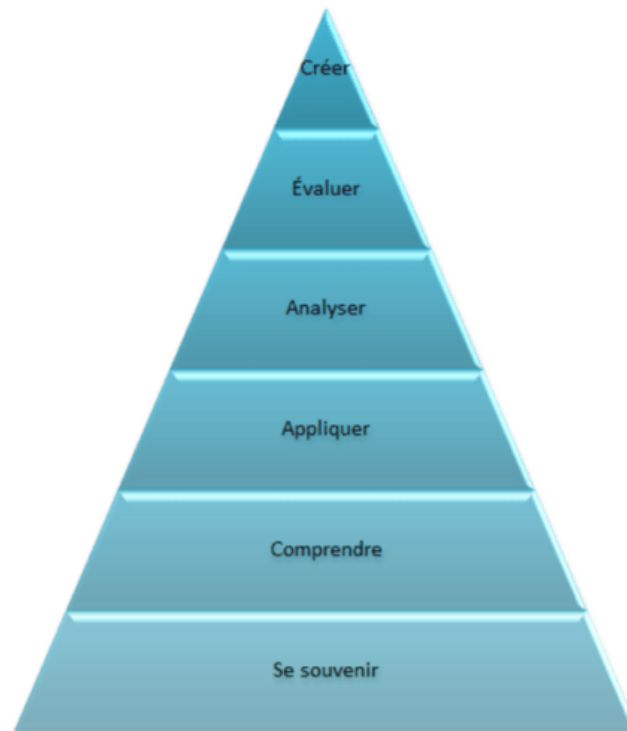 Créer
Évaluer
Analyser
Appliquer
Comprendre
Se souvenir